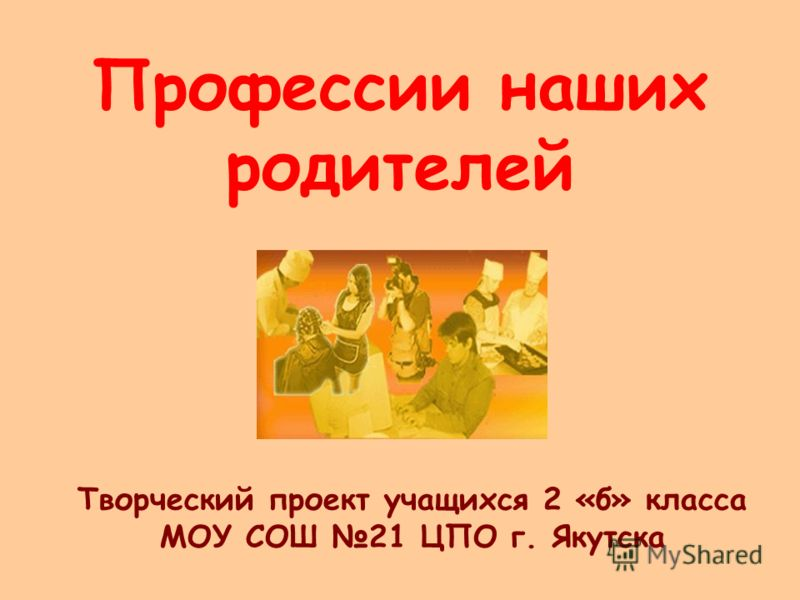 Профессии наших
родителей
Творческий проект учащихся 2 «б» класса
МОУ СОШ №21 ЦПО г. Якутска
MyShared